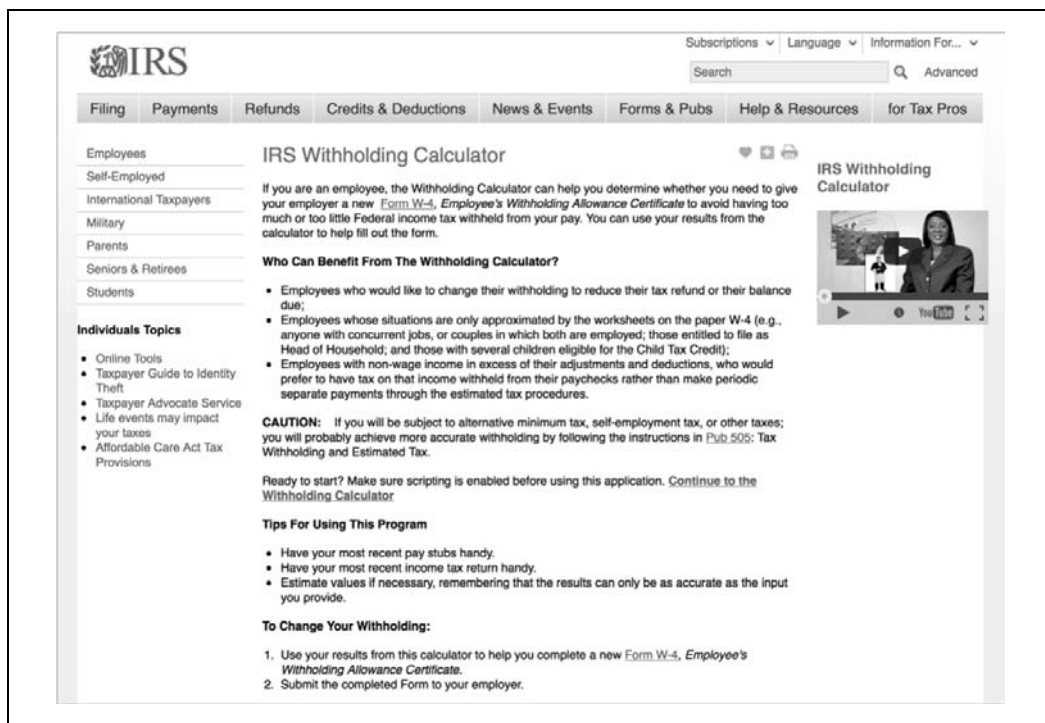 Subscriptions Language Information For...
IRS
Search Advanced
Filing Payments Refunds Credits & Deductions News & Events Forms & Pubs Help & Resources for Tax Pros
Employees
Self-Employed
International Taxpayers
Military
Parents
Seniors & Retirees
Students
Individuals Topics
• Online Tools
• Taxpayer Guide to Identity
Theft
• Taxpayer Advocate Service
• Life events may impact
your taxes
• Affordable Care Act Tax
Provisions
IRS Withholding Calculator
If you are an employee, the Withholding Calculator can help you determine whether you need to give
your employer a new Form W-4, Employee's Withholding Allowance Certificate to avoid having too
much or too little Federal income tax withheld from your pay. You can use your results from the
calculator to help fill out the form.
Who Can Benefit From The Withholding Calculator?
• Employees who would like to change their withholding to reduce their tax refund or their balance
due;
• Employees whose situations are only approximated by the worksheets on the paper W-4 (e.g.,
anyone with concurrent jobs, or couples in which both are employed; those entitled to file as
Head of Household; and those with several children eligible for the Child Tax Credit);
• Employees with non-wage income in excess of their adjustments and deductions, who would
prefer to have tax on that income withheld from their paychecks rather than make periodic
separate payments through the estimated tax procedures.
CAUTION: If you will be subject to alternative minimum tax, self-employment tax, or other taxes;
you will probably achieve more accurate withholding by following the instructions in Pub 505: Tax
Withholding and Estimated Tax.
Ready to start? Make sure scripting is enabled before using this application. Continue to the
Withholding Calculator
Tips For Using This Program
• Have your most recent pay stubs handy.
• Have your most recent income tax return handy.
• Estimate values if necessary, remembering that the results can only be as accurate as the input
you provide.
To Change Your Withholding:
1. Use your results from this calculator to help you complete a new Form W-4, Employee's
Withholding Allowance Certificate.
2. Submit the completed Form to your employer.
IRS Withholding
Calculator
YouTube